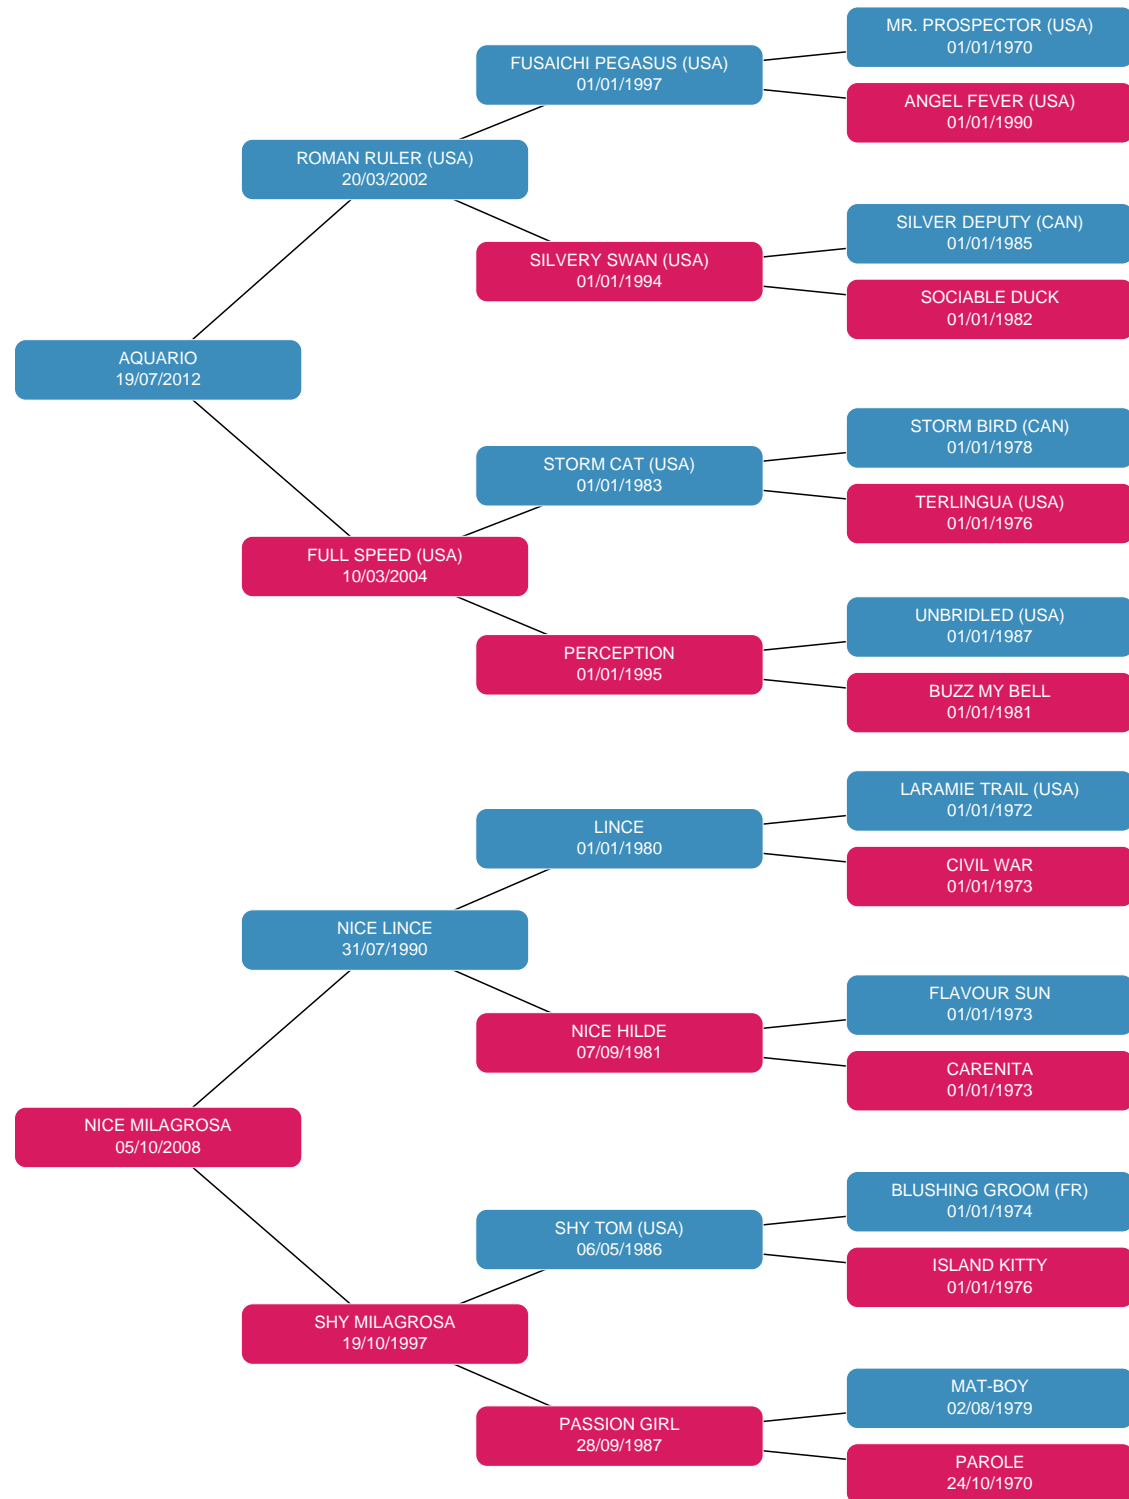 MR. PROSPECTOR (USA)
01/01/1970
FUSAICHI PEGASUS (USA)
01/01/1997
ANGEL FEVER (USA)
01/01/1990
ROMAN RULER (USA)
20/03/2002
SILVER DEPUTY (CAN)
01/01/1985
SILVERY SWAN (USA)
01/01/1994
SOCIABLE DUCK
01/01/1982
AQUARIO
19/07/2012
STORM BIRD (CAN)
01/01/1978
STORM CAT (USA)
01/01/1983
TERLINGUA (USA)
01/01/1976
FULL SPEED (USA)
10/03/2004
UNBRIDLED (USA)
01/01/1987
PERCEPTION
01/01/1995
BUZZ MY BELL
01/01/1981
LARAMIE TRAIL (USA)
01/01/1972
LINCE
01/01/1980
CIVIL WAR
01/01/1973
NICE LINCE
31/07/1990
FLAVOUR SUN
01/01/1973
NICE HILDE
07/09/1981
CARENITA
01/01/1973
NICE MILAGROSA
05/10/2008
BLUSHING GROOM (FR)
01/01/1974
SHY TOM (USA)
06/05/1986
ISLAND KITTY
01/01/1976
SHY MILAGROSA
19/10/1997
MAT-BOY
02/08/1979
PASSION GIRL
28/09/1987
PAROLE
24/10/1970